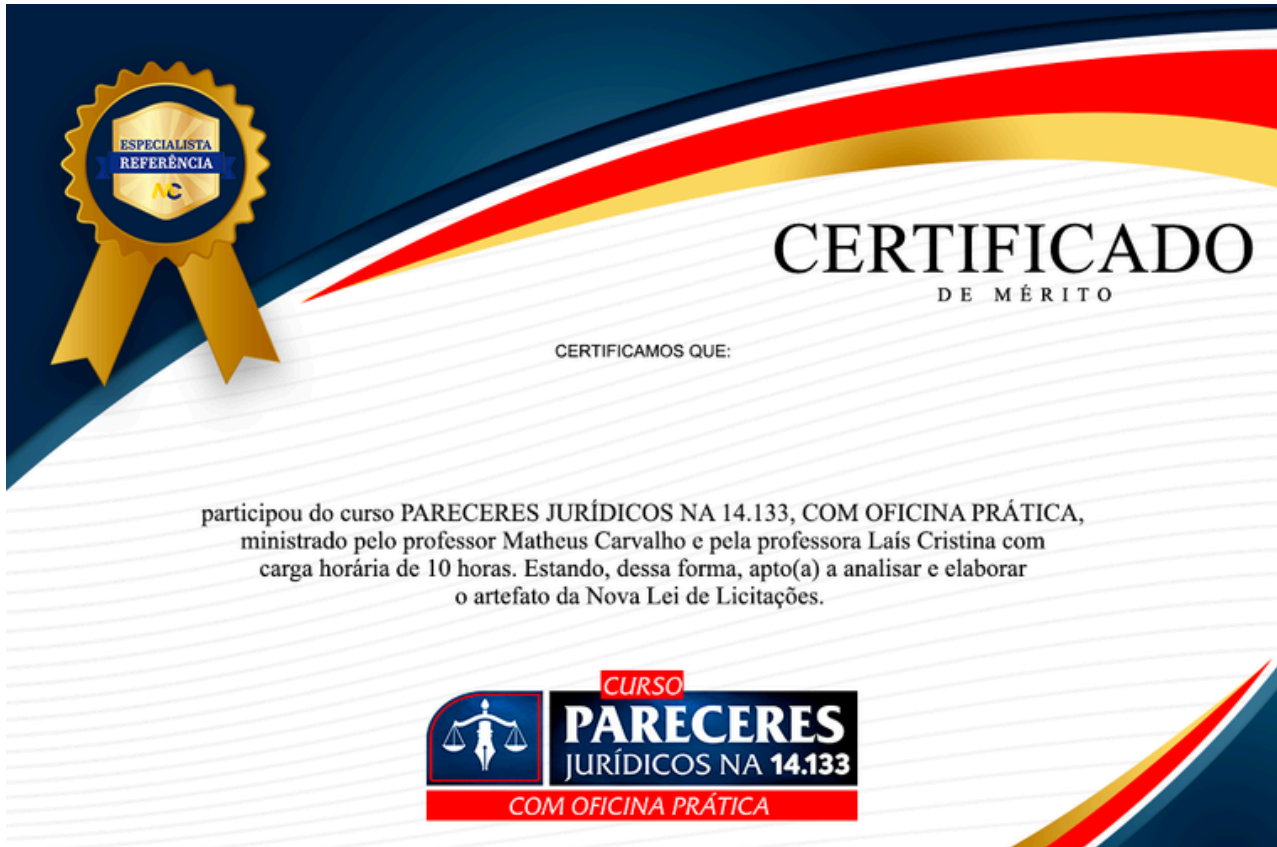 ESPECIALISTA
REFERÊNCIA
MC
CERTIFICADO
DE MÉRITO
CERTIFICAMOS QUE:
participou do curso PARECERES JURÍDICOS NA 14.133, COM OFICINA PRÁTICA,
ministrado pelo professor Matheus Carvalho e pela professora Laís Cristina com
carga horária de 10 horas. Estando, dessa forma, apto(a) a analisar e elaborar
o artefato da Nova Lei de Licitações.
CURSO
PARECERES
JURÍDICOS NA 14.133
COM OFICINA PRÁTICA